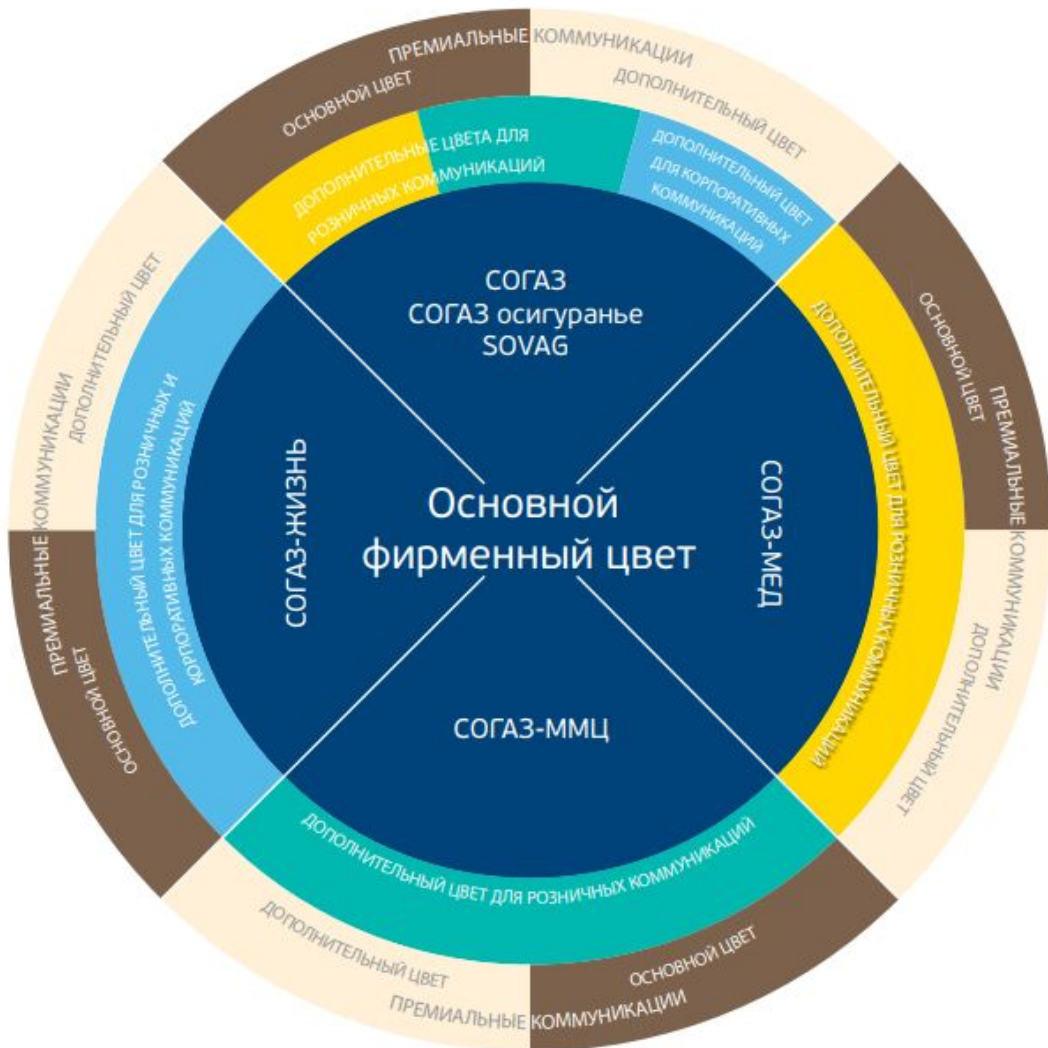 ПРЕМИАЛЬНЫЕ КОММУНИКАЦИИ
ОСНОВНОЙ ЦВЕТ
ДОПОЛНИТЕЛЬНЫЙ ЦВЕТ
ДОПОЛНИТЕЛЬНЫЕ ЦВЕТА ДЛЯ
РОЗНИЧНЫХ КОММУНИКАЦИЙ
ДОПОЛНИТЕЛЬНЫЙ ЦВЕТ
ДЛЯ КОРПОРАТИВНЫХ
КОММУНИКАЦИЙ
СОГАЗ
СОГАЗ осигуранье
SOVAG
ПРЕМИАЛЬНЫЕ КОММУНИКАЦИИ
ОСНОВНОЙ ЦВЕТ
ДОПОЛНИТЕЛЬНЫЙ ЦВЕТ
ДОПОЛНИТЕЛЬНЫЙ ЦВЕТ ДЛЯ РОЗНИЧНЫХ КОММУНИКАЦИЙ
СОГАЗ-МЕД
Основной
фирменный цвет
СОГАЗ-ЖИЗНЬ
ДОПОЛНИТЕЛЬНЫЙ ЦВЕТ ДЛЯ РОЗНИЧНЫХ И
КОРПОРАТИВНЫХ КОММУНИКАЦИЙ
ПРЕМИАЛЬНЫЕ КОММУНИКАЦИИ
ОСНОВНОЙ ЦВЕТ
ДОПОЛНИТЕЛЬНЫЙ ЦВЕТ
СОГАЗ-ММЦ
ДОПОЛНИТЕЛЬНЫЙ ЦВЕТ ДЛЯ РОЗНИЧНЫХ КОММУНИКАЦИЙ
ДОПОЛНИТЕЛЬНЫЙ ЦВЕТ
ОСНОВНОЙ ЦВЕТ
ПРЕМИАЛЬНЫЕ КОММУНИКАЦИИ